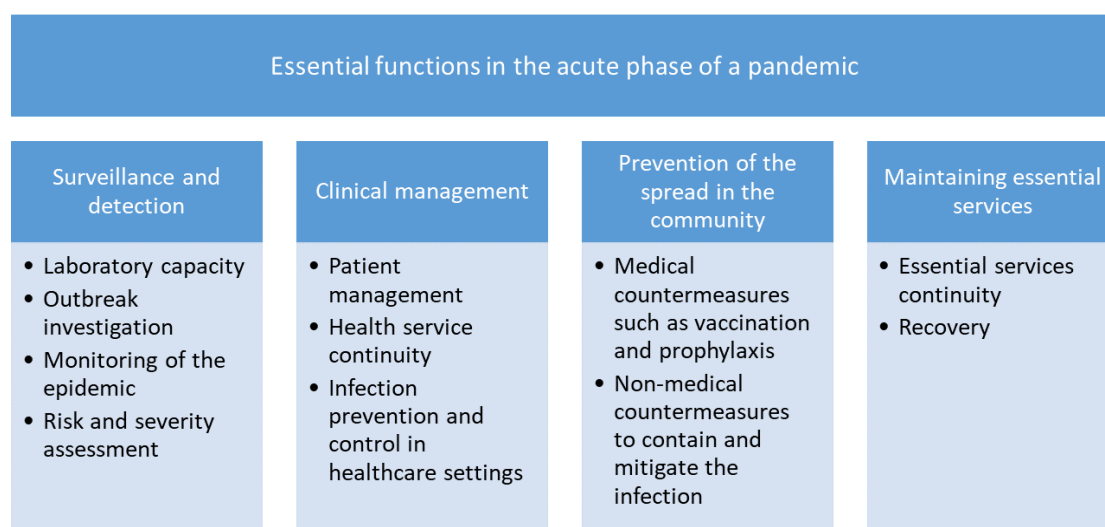 Essential functions in the acute phase of a pandemic
Surveillance and
detection
• Laboratory capacity
• Outbreak
investigation
• Monitoring of the
epidemic
• Risk and severity
assessment
Clinical management
• Patient
management
• Health service
continuity
• Infection
prevention and
control in
healthcare settings
Prevention of the
spread in the
community
• Medical
countermeasures
such as vaccination
and prophylaxis
• Non-medical
countermeasures
to contain and
mitigate the
infection
Maintaining essential
services
• Essential services
continuity
• Recovery